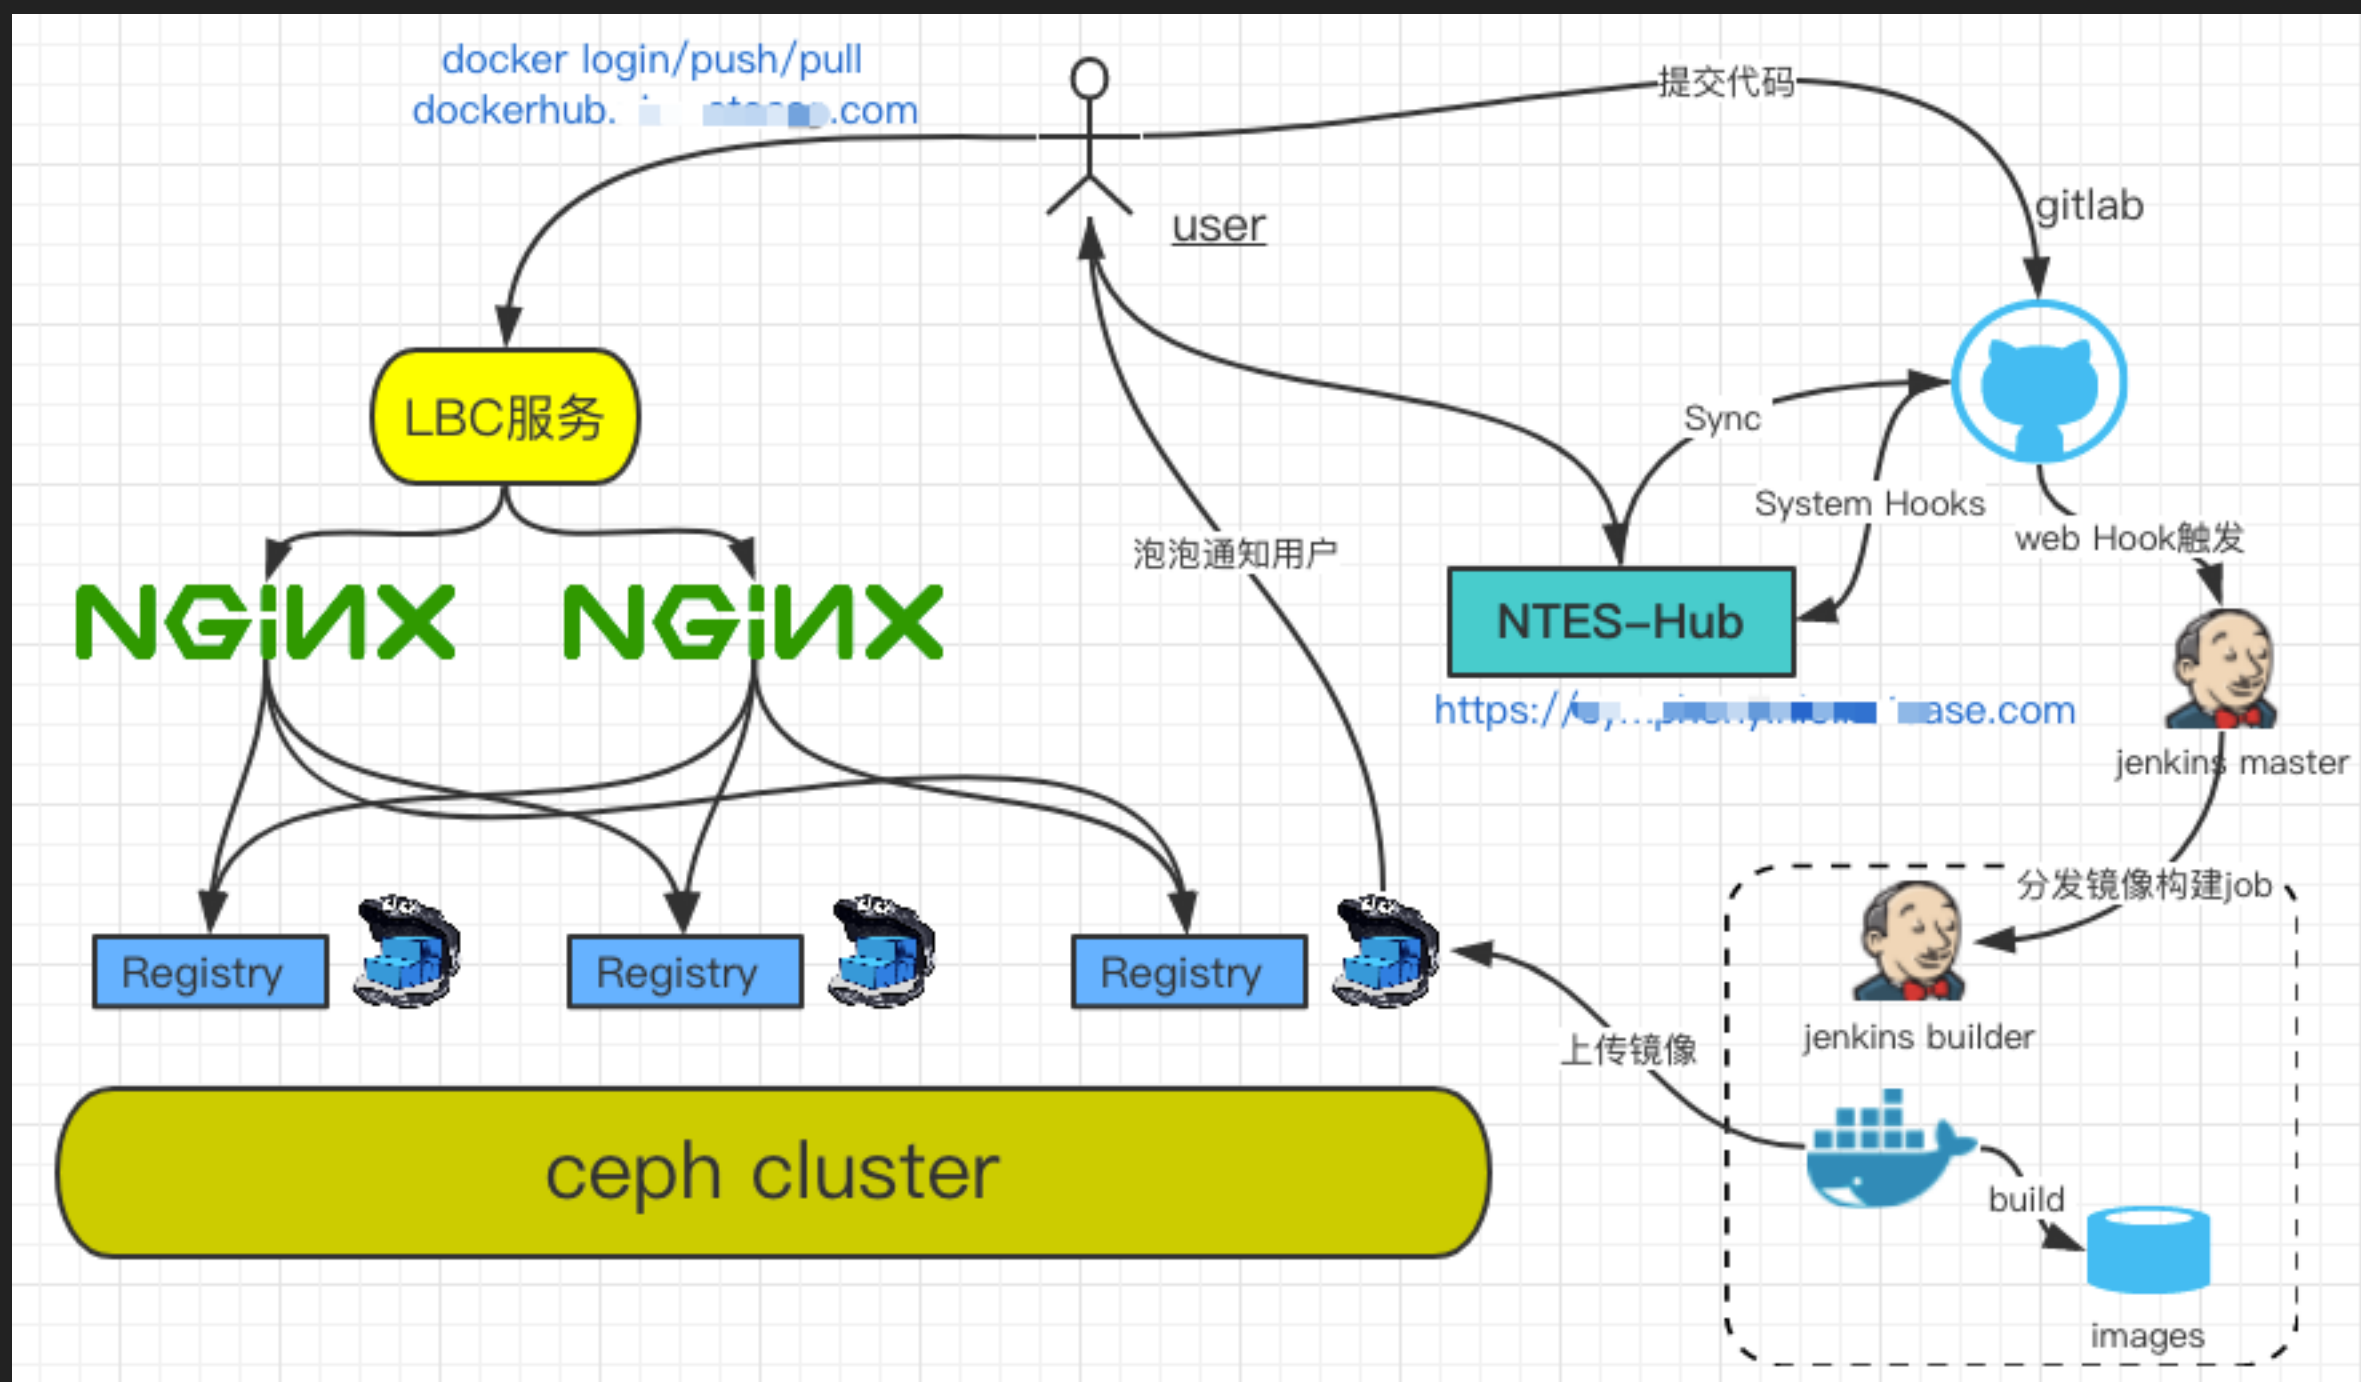 docker login/push/pull
dockerhub. .com
提交代码
user
gitlab
LBC服务
Sync
System Hooks
web Hook触发
泡泡通知用户
NGiNX
NGiNX
NTES-Hub
https:// ase.com
jenkins master
分发镜像构建job
Registry
Registry
Registry
jenkins builder
上传镜像
ceph cluster
build
images